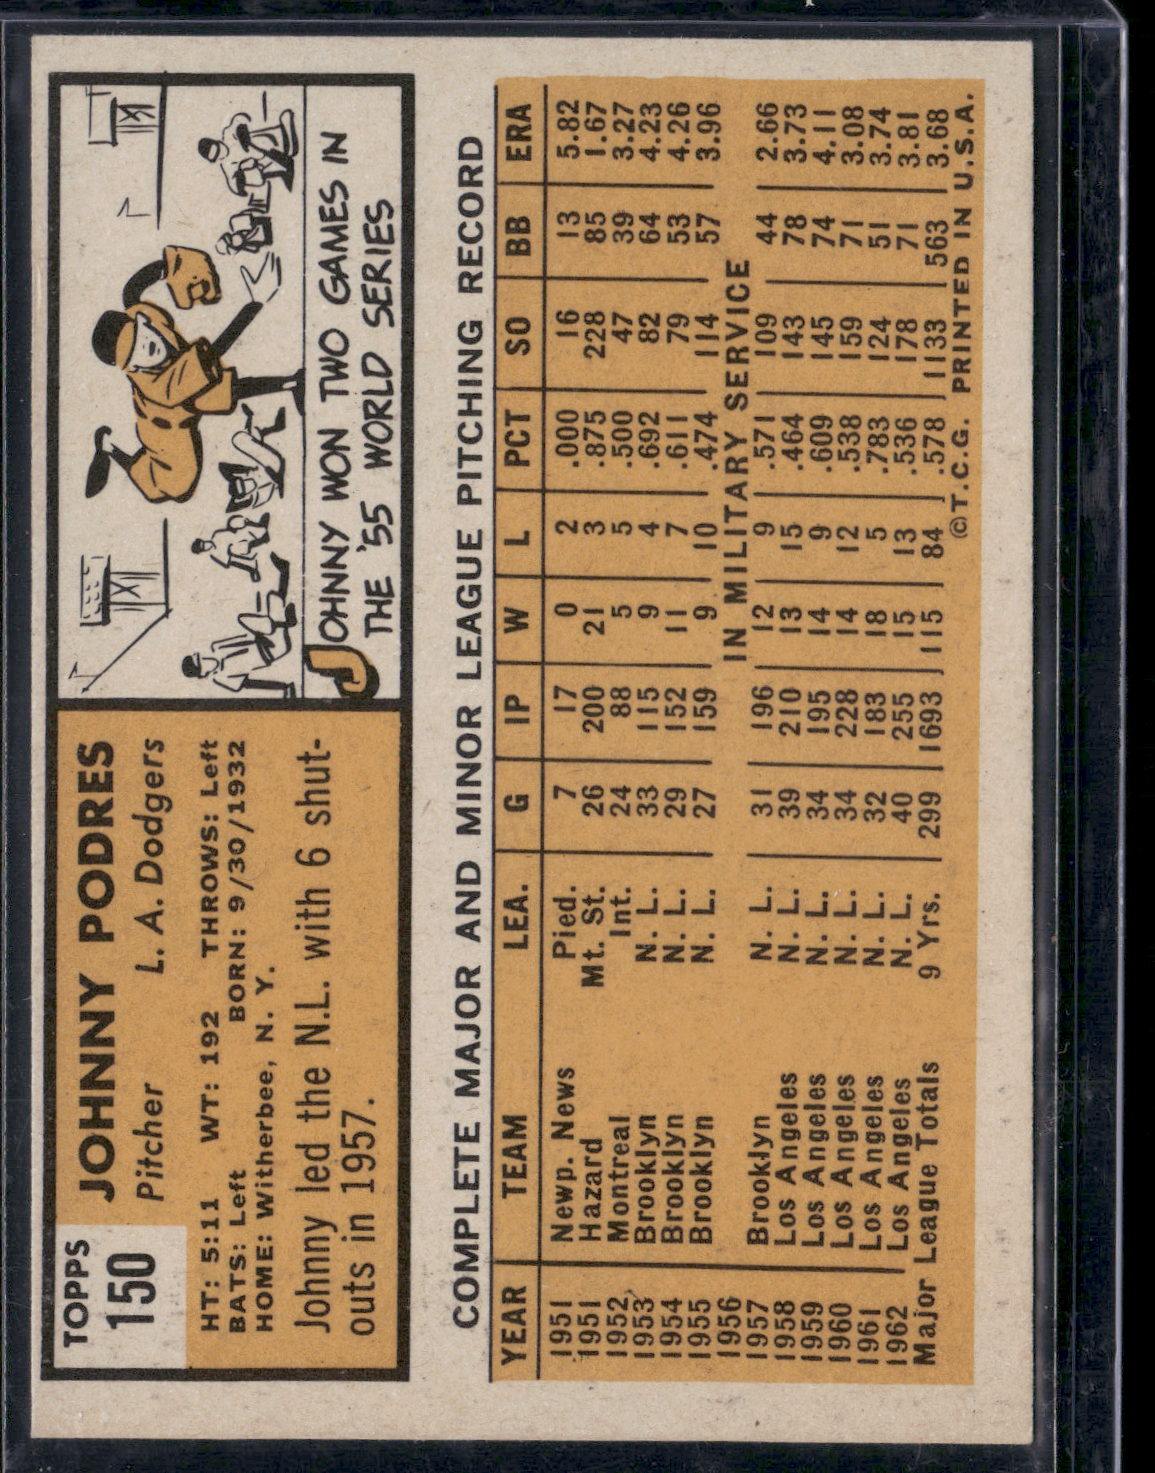 TOPPS
150
JOHNNY PODRES
Pitcher L. A. Dodgers
HT: 5:11 WT: 192 THROWS: Left
BATS: Left BORN: 9/30/1932
HOME: Witherbee, N. Y.
Johnny led the N.L. with 6 shut-
outs in 1957.
JOHNNY WON TWO GAMES IN
THE '55 WORLD SERIES
COMPLETE MAJOR AND MINOR LEAGUE PITCHING RECORD
YEAR TEAM LEA. G IP W L PCT SO BB ERA
1951 Newp. News Pied. 7 17 0 2 .000 16 13 5.82
1951 Hazard Mt. St. 26 200 21 3 .875 228 85 1.67
1952 Montreal Int. 24 88 5 5 .500 47 39 3.27
1953 Brooklyn N. L. 33 115 9 4 .692 82 64 4.23
1954 Brooklyn N. L. 29 152 11 7 .611 79 53 4.26
1955 Brooklyn N. L. 27 159 9 10 .474 114 57 3.96
1956 IN MILITARY SERVICE
1957 Brooklyn N. L. 31 196 12 9 .571 109 44 2.66
1958 Los Angeles N. L. 39 210 13 15 .464 143 78 3.73
1959 Los Angeles N. L. 34 195 14 9 .609 145 74 4.11
1960 Los Angeles N. L. 34 228 14 12 .538 159 71 3.08
1961 Los Angeles N. L. 32 183 18 5 .783 124 51 3.74
1962 Los Angeles N. L. 40 255 15 13 .536 178 71 3.81
Major League Totals 9 Yrs. 299 1693 115 84 .578 1133 563 3.68
©T.C.G. PRINTED IN U.S.A.